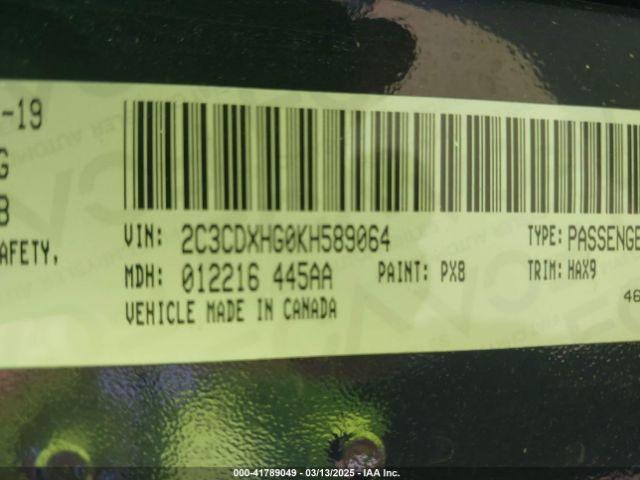 -19
G
B
AFETY,
VIN: 2C3CDXHG0KH589064 TYPE: PASSENGE
MDH: 012216 445AA PAINT: PX8 TRIM: HAX9
VEHICLE MADE IN CANADA
46
000-41789049 - 03/13/2025 - IAA Inc.